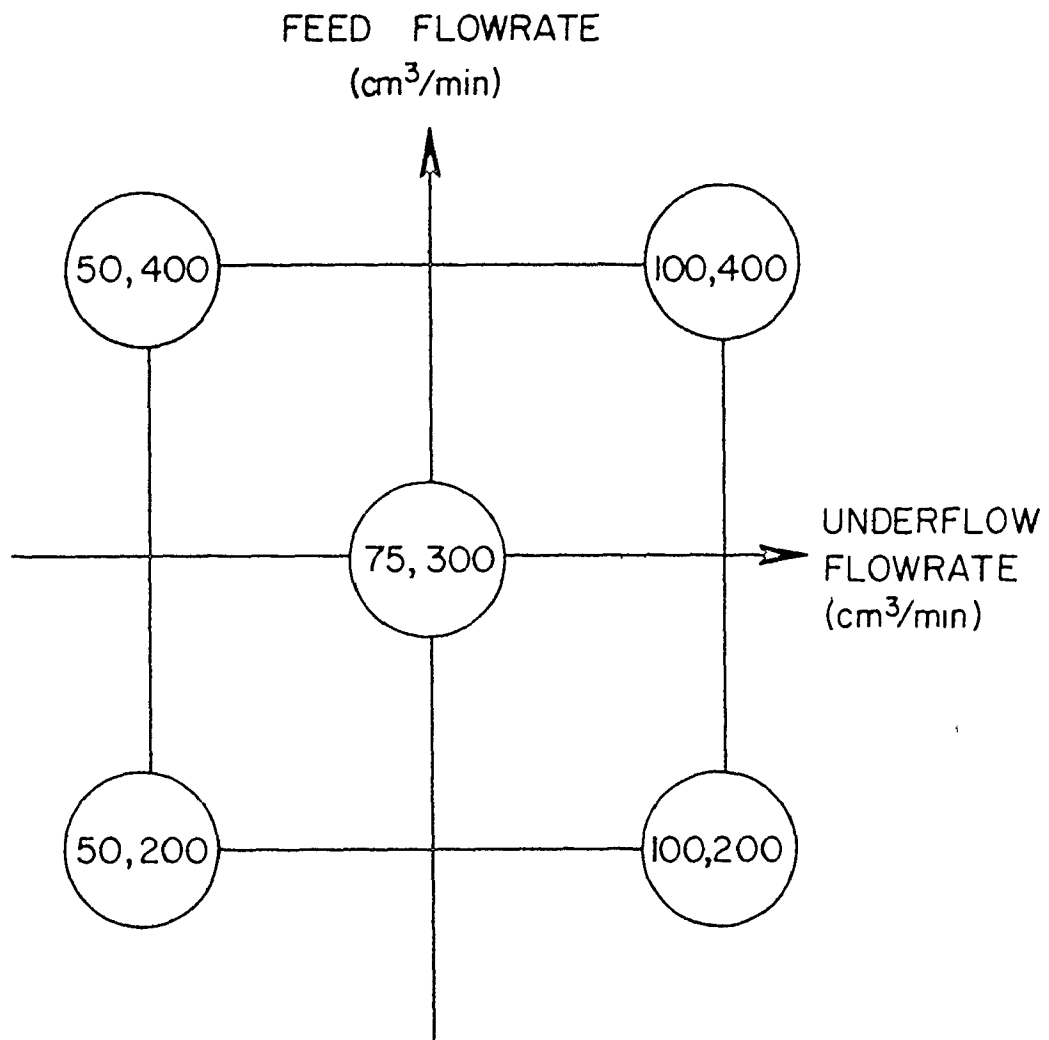 FEED FLOWRATE
(cm³/min)
50,400
100,400
75,300
UNDERFLOW
FLOWRATE
(cm³/min)
50,200
100,200